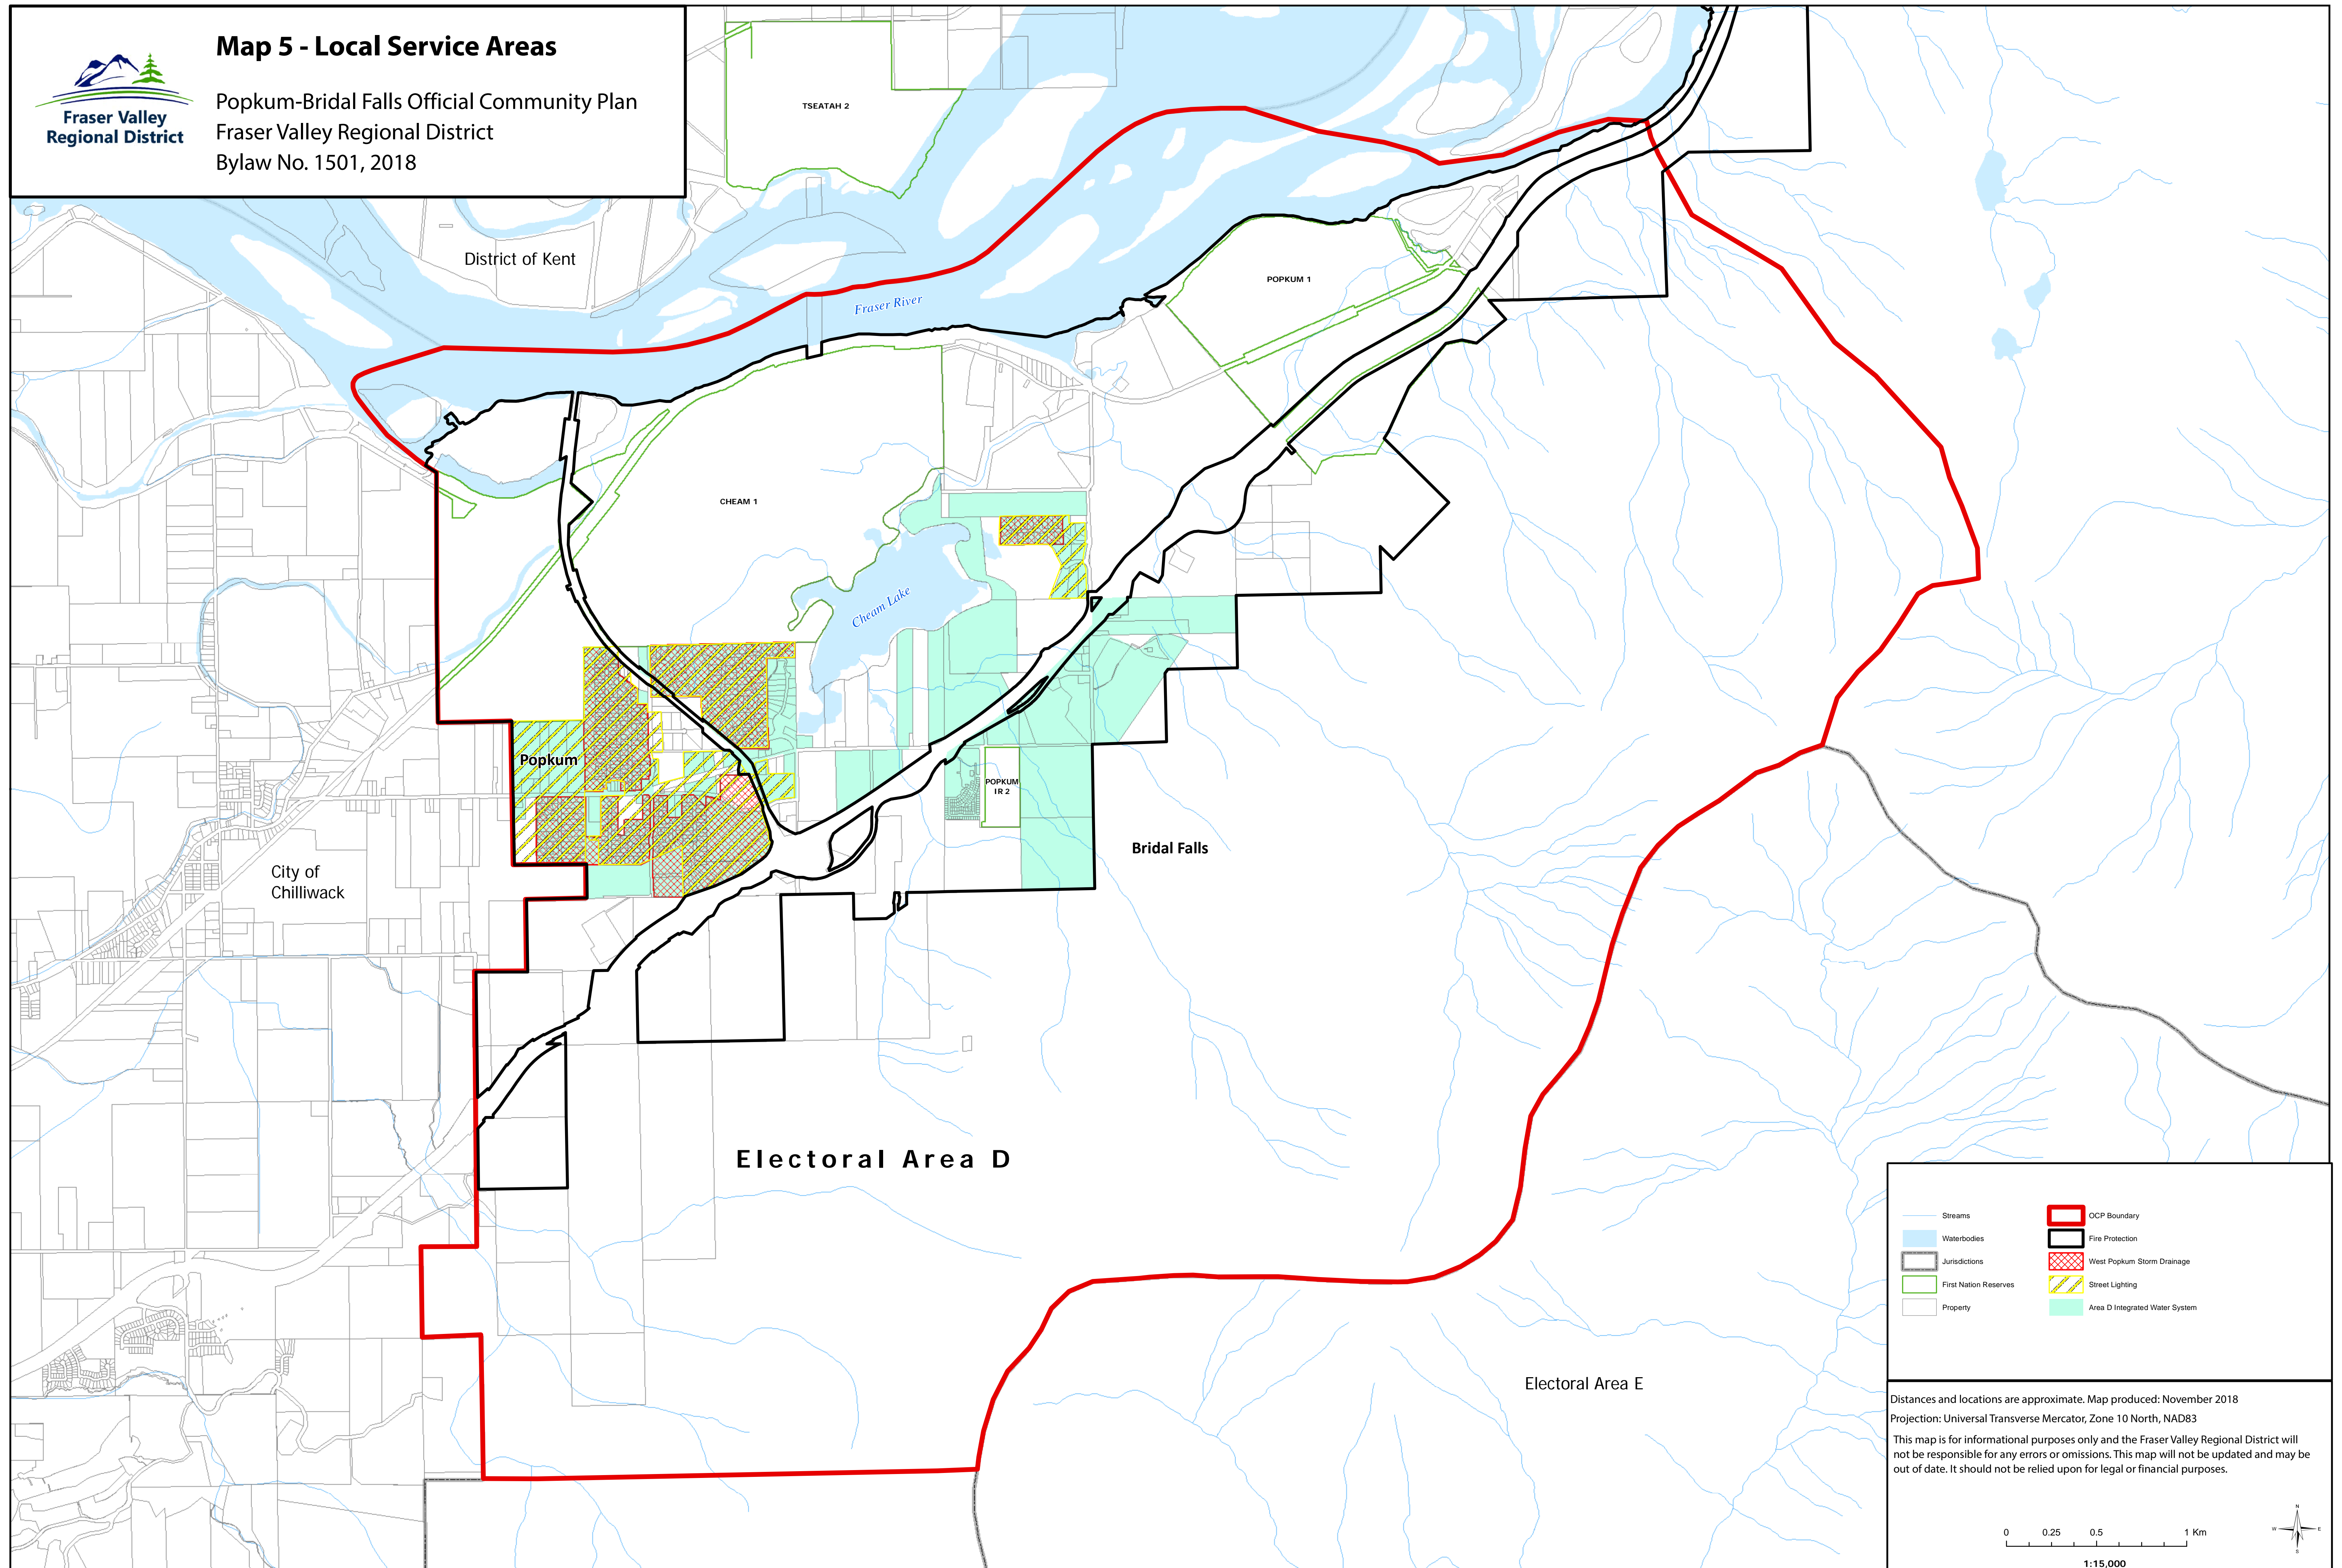 Map 5 - Local Service Areas
Fraser Valley
Regional District
Popkum-Bridal Falls Official Community Plan
Fraser Valley Regional District
Bylaw No. 1501, 2018
TSEATAH 2
District of Kent
Fraser River
POPKUM 1
CHEAM 1
Cheam Lake
Popkum
POPKUM
IR 2
Bridal Falls
City of
Chilliwack
Electoral Area D
Electoral Area E
Streams
Waterbodies
Jurisdictions
First Nation Reserves
Property
OCP Boundary
Fire Protection
West Popkum Storm Drainage
Street Lighting
Area D Integrated Water System
Distances and locations are approximate. Map produced: November 2018
Projection: Universal Transverse Mercator, Zone 10 North, NAD83
This map is for informational purposes only and the Fraser Valley Regional District will
not be responsible for any errors or omissions. This map will not be updated and may be
out of date. It should not be relied upon for legal or financial purposes.
N
W E
S
0 0.25 0.5 1 Km
1:15,000